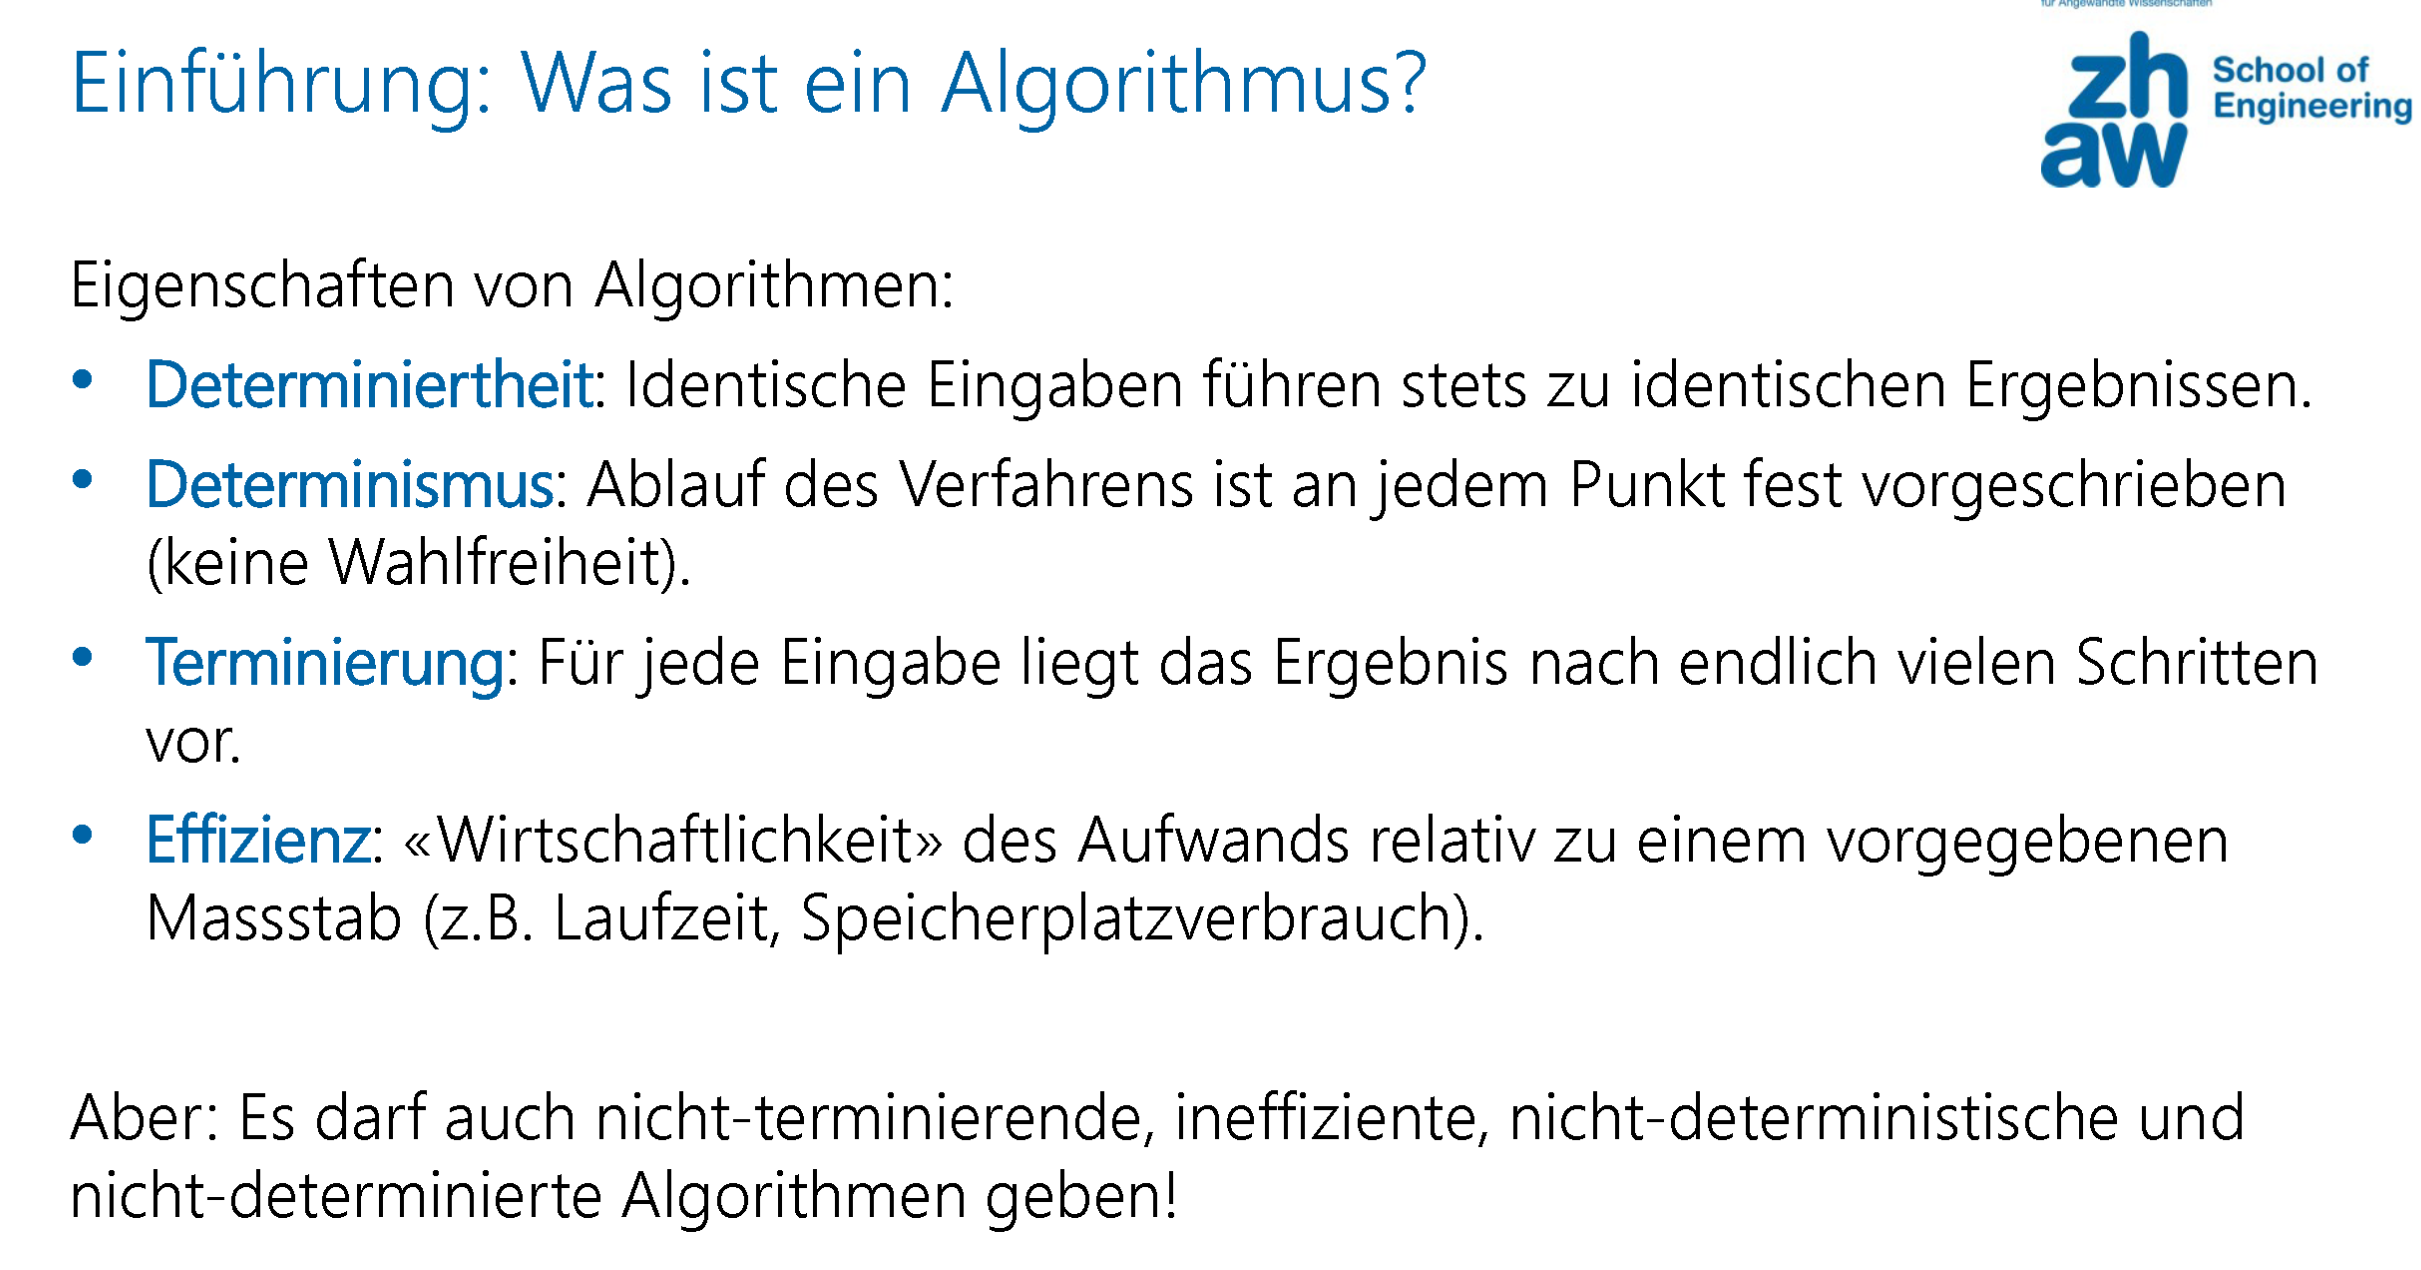 für Angewandte Wissenschaften
Einführung: Was ist ein Algorithmus?
zh
aw
School of
Engineering
Eigenschaften von Algorithmen:
• Determiniertheit: Identische Eingaben führen stets zu identischen Ergebnissen.
• Determinismus: Ablauf des Verfahrens ist an jedem Punkt fest vorgeschrieben
(keine Wahlfreiheit).
• Terminierung: Für jede Eingabe liegt das Ergebnis nach endlich vielen Schritten
vor.
• Effizienz: «Wirtschaftlichkeit» des Aufwands relativ zu einem vorgegebenen
Massstab (z.B. Laufzeit, Speicherplatzverbrauch).
Aber: Es darf auch nicht-terminierende, ineffiziente, nicht-deterministische und
nicht-determinierte Algorithmen geben!